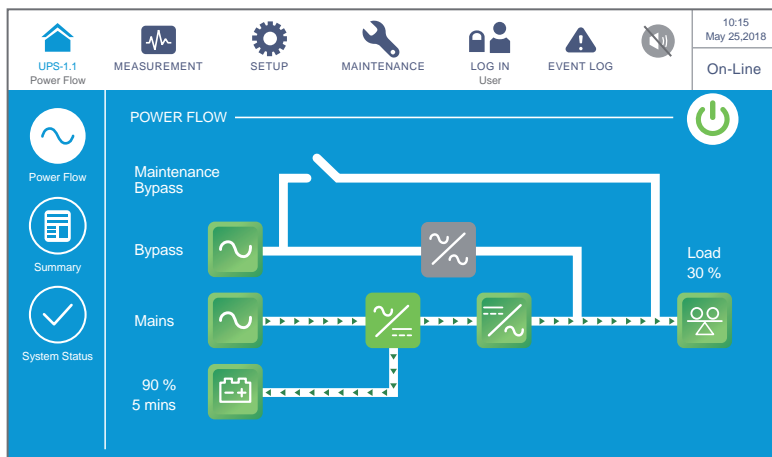 UPS-1.1
Power Flow
MEASUREMENT
SETUP
MAINTENANCE
LOG IN
User
EVENT LOG
10:15
May 25,2018
On-Line
Power Flow
Summary
System Status
POWER FLOW
Maintenance
Bypass
Bypass
Mains
90 %
5 mins
Load
30 %